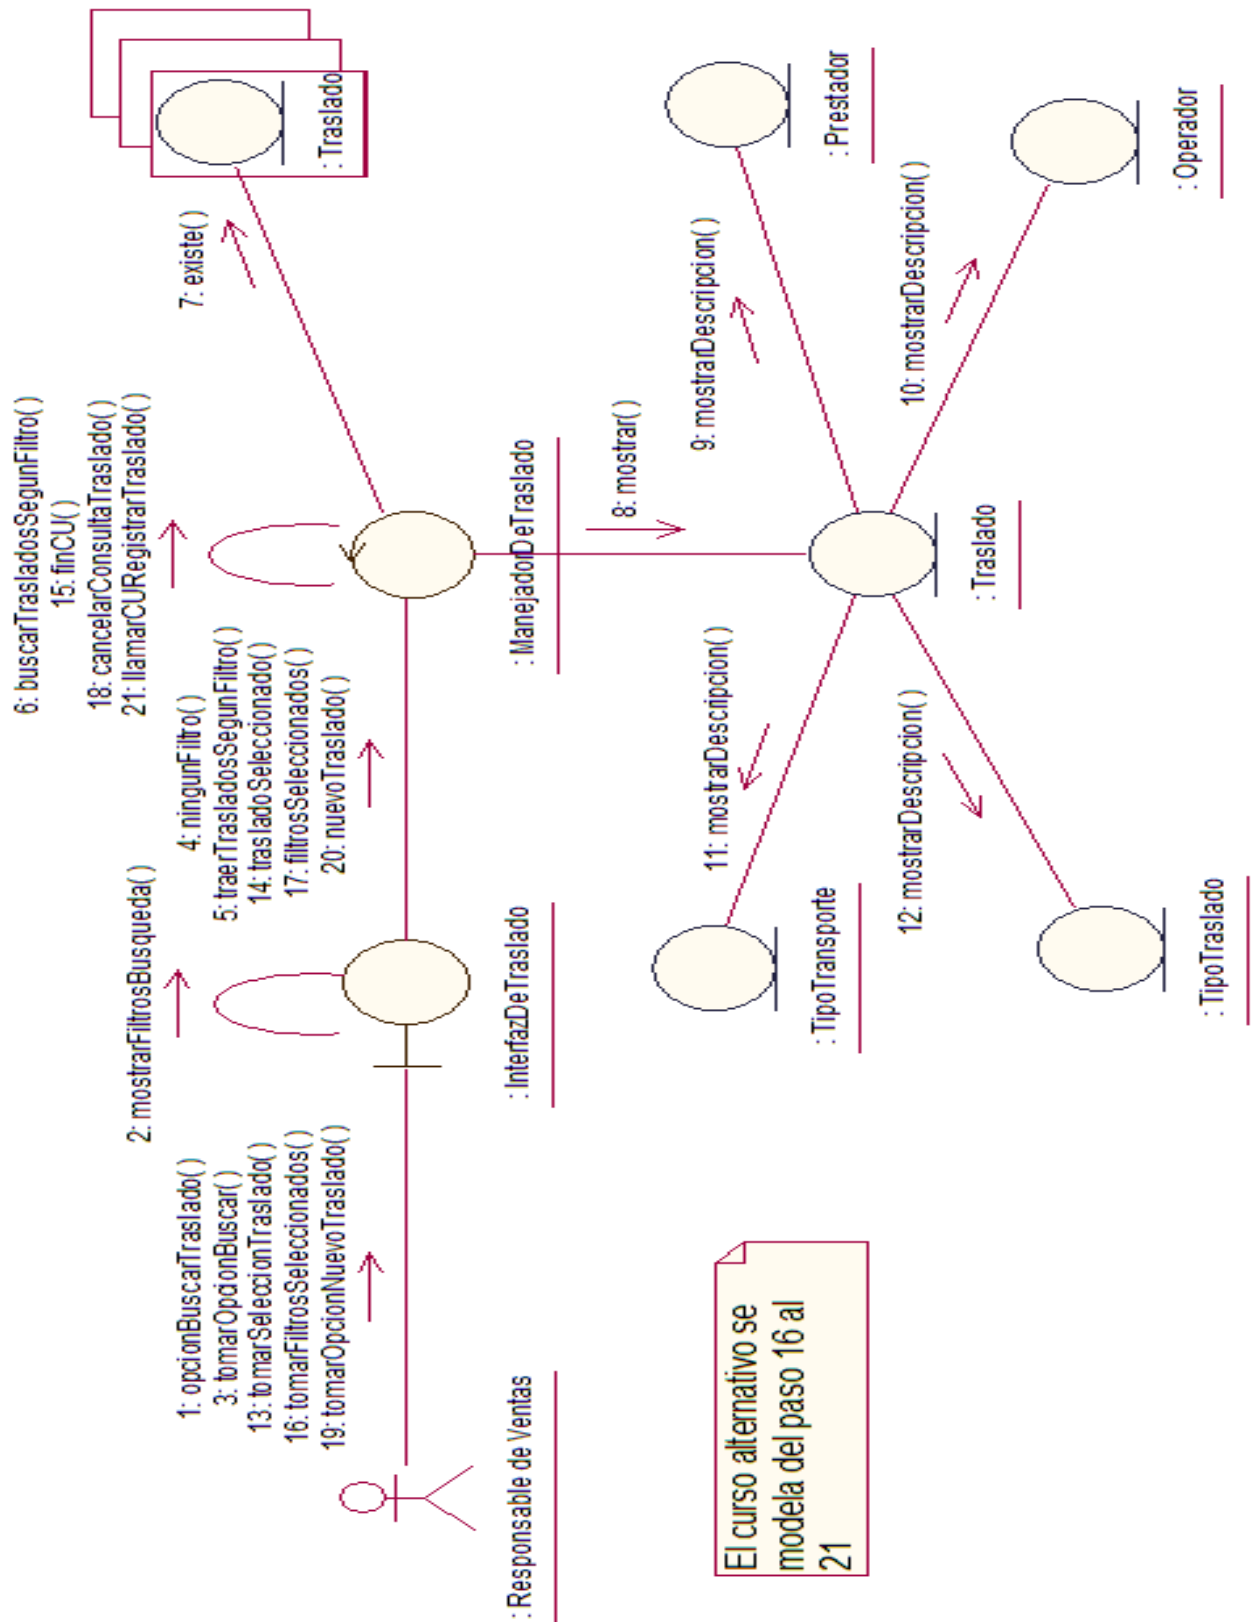 6: buscarTrasladosSegunFiltro( )
15: finCU( )
18: cancelarConsultaTraslado( )
21: llamarCURegistrarTraslado( )
2: mostrarFiltrosBusqueda( )
4: ningunFiltro( )
5: traerTrasladosSegunFiltro( )
14: trasladoSeleccionado( )
17: filtrosSeleccionados( )
20: nuevoTraslado( )
1: opcionBuscarTraslado( )
3: tomarOpcionBuscar( )
13: tomarSeleccionTraslado( )
16: tomarFiltrosSeleccionados( )
19: tomarOpcionNuevoTraslado( )
7: existe( )
: Traslado
: Responsable de Ventas
: InterfazDeTraslado
: ManejadorDeTraslado
8: mostrar( )
9: mostrarDescripcion( )
: Prestador
11: mostrarDescripcion( )
: TipoTransporte
10: mostrarDescripcion( )
12: mostrarDescripcion( )
: Traslado
: Operador
: TipoTraslado
El curso alternativo se
modela del paso 16 al
21